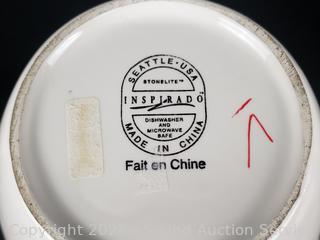 SEATTLE · USA
STONELITE™
INSPIRADO
DISHWASHER
AND
MICROWAVE
SAFE
MADE IN CHINA
Fait en Chine